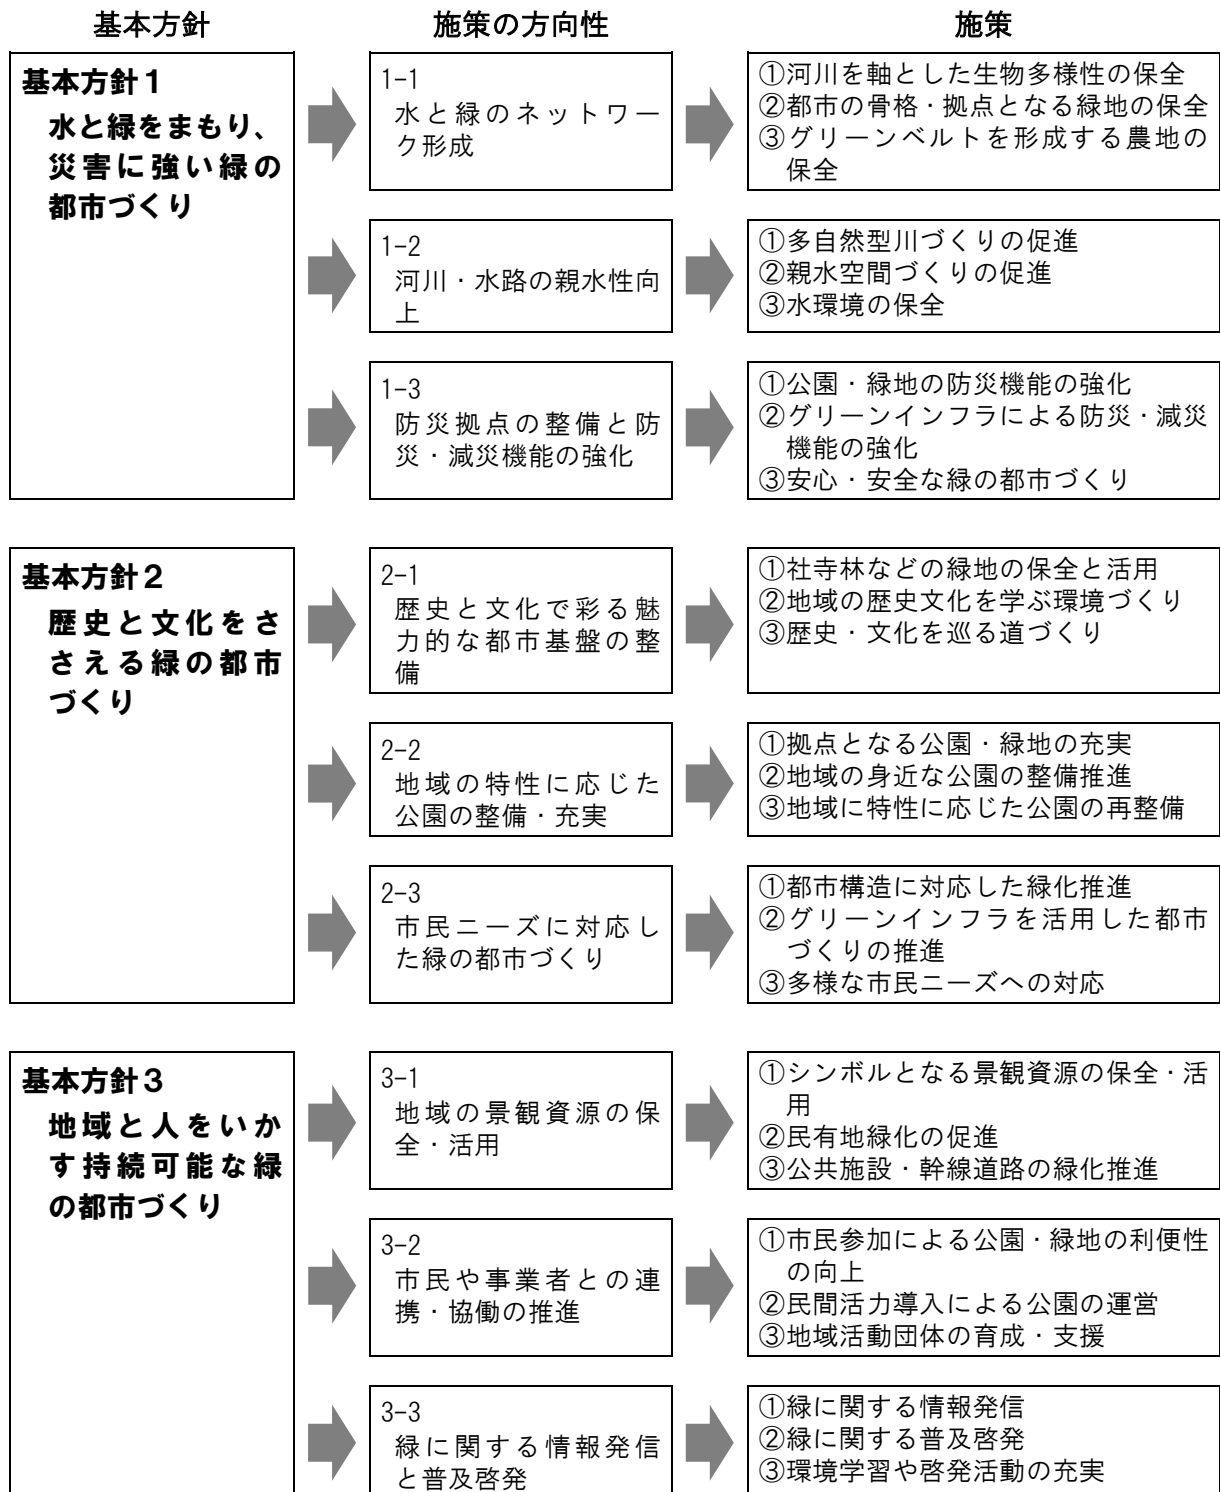 基本方針
施策の方向性
施策
基本方針１
水と緑をまもり、
災害に強い緑の
都市づくり
1-1
水と緑のネットワー
ク形成
①河川を軸とした生物多様性の保全
②都市の骨格・拠点となる緑地の保全
③グリーンベルトを形成する農地の
保全
1-2
河川・水路の親水性向
上
①多自然型川づくりの促進
②親水空間づくりの促進
③水環境の保全
1-3
防災拠点の整備と防
災・減災機能の強化
①公園・緑地の防災機能の強化
②グリーンインフラによる防災・減災
機能の強化
③安心・安全な緑の都市づくり
基本方針２
歴史と文化をさ
さえる緑の都市
づくり
2-1
歴史と文化で彩る魅
力的な都市基盤の整
備
①社寺林などの緑地の保全と活用
②地域の歴史文化を学ぶ環境づくり
③歴史・文化を巡る道づくり
2-2
地域の特性に応じた
公園の整備・充実
①拠点となる公園・緑地の充実
②地域の身近な公園の整備推進
③地域に特性に応じた公園の再整備
2-3
市民ニーズに対応し
た緑の都市づくり
①都市構造に対応した緑化推進
②グリーンインフラを活用した都市
づくりの推進
③多様な市民ニーズへの対応
基本方針３
地域と人をいか
す持続可能な緑
の都市づくり
3-1
地域の景観資源の保
全・活用
①シンボルとなる景観資源の保全・活
用
②民有地緑化の促進
③公共施設・幹線道路の緑化推進
3-2
市民や事業者との連
携・協働の推進
①市民参加による公園・緑地の利便性
の向上
②民間活力導入による公園の運営
③地域活動団体の育成・支援
3-3
緑に関する情報発信
と普及啓発
①緑に関する情報発信
②緑に関する普及啓発
③環境学習や啓発活動の充実